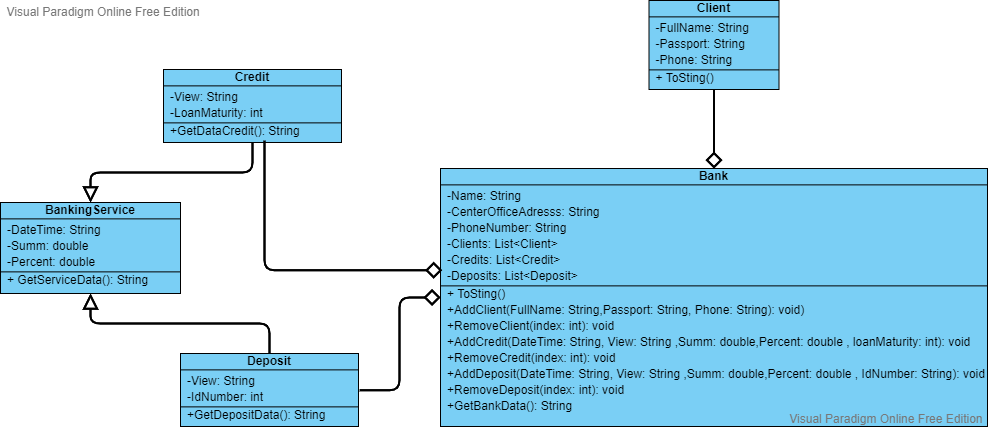 Visual Paradigm Online Free Edition
Client
-FullName: String
-Passport: String
-Phone: String
+ ToSting()
Credit
-View: String
-LoanMaturity: int
+GetDataCredit(): String
BankingService
-DateTime: String
-Summ: double
-Percent: double
+ GetServiceData(): String
Bank
-Name: String
-CenterOfficeAdresss: String
-PhoneNumber: String
-Clients: List<Client>
-Credits: List<Credit>
-Deposits: List<Deposit>
+ ToSting()
+AddClient(FullName: String,Passport: String, Phone: String): void)
+RemoveClient(index: int): void
+AddCredit(DateTime: String, View: String ,Summ: double,Percent: double , loanMaturity: int): void
+RemoveCredit(index: int): void
+AddDeposit(DateTime: String, View: String ,Summ: double,Percent: double , IdNumber: String): void
+RemoveDeposit(index: int): void
+GetBankData(): String
Deposit
-View: String
-IdNumber: int
+GetDepositData(): String
Visual Paradigm Online Free Edition